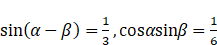 sin(α − β) = 1/3 , cosαsinβ = 1/6